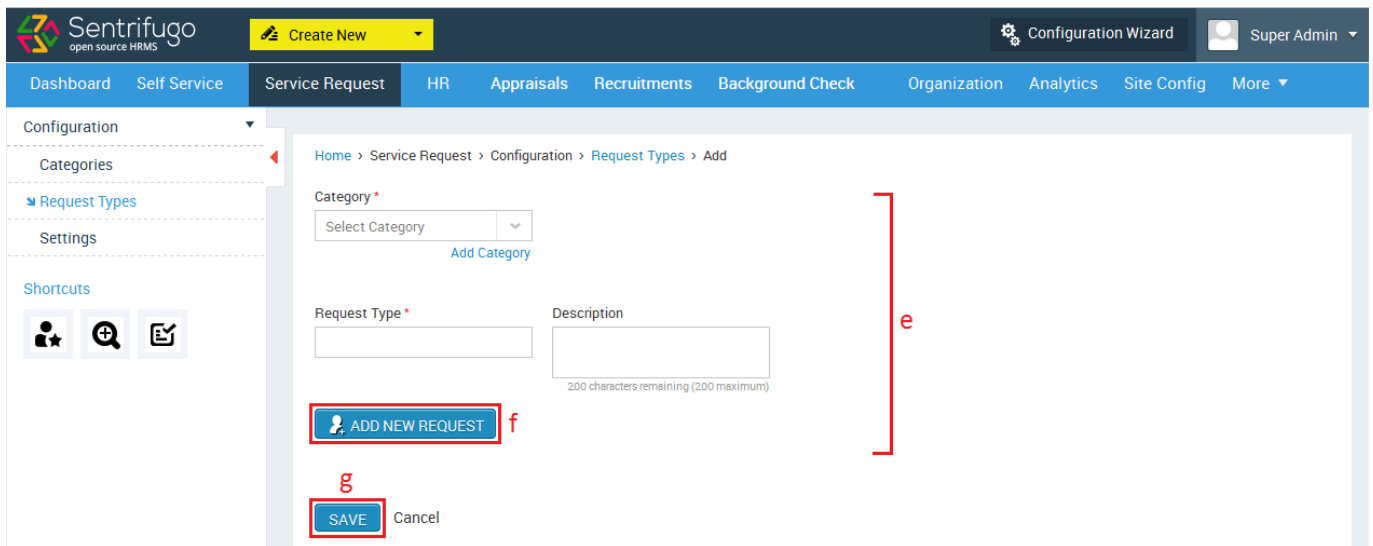 Sentrifugo
open source HRMS
Create New
Configuration Wizard
Super Admin
Dashboard Self Service Service Request HR Appraisals Recruitments Background Check Organization Analytics Site Config More
Configuration
Categories
Request Types
Settings
Shortcuts
Home > Service Request > Configuration > Request Types > Add
Category *
Select Category
Add Category
Request Type * Description
200 characters remaining (200 maximum)
e
ADD NEW REQUEST f
g
SAVE Cancel